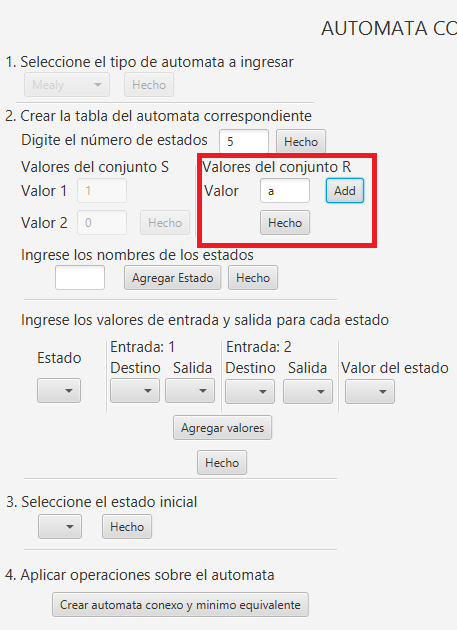 AUTOMATA CO
1. Seleccione el tipo de automata a ingresar
Mealy Hecho
2. Crear la tabla del automata correspondiente
Digite el número de estados 5 Hecho
Valores del conjunto S Valores del conjunto R
Valor 1 1 Valor a Add
Valor 2 0 Hecho Hecho
Ingrese los nombres de los estados
Agregar Estado Hecho
Ingrese los valores de entrada y salida para cada estado
Estado Entrada: 1 Entrada: 2
Destino Salida Destino Salida Valor del estado
Agregar valores
Hecho
3. Seleccione el estado inicial
Hecho
4. Aplicar operaciones sobre el automata
Crear automata conexo y minimo equivalente